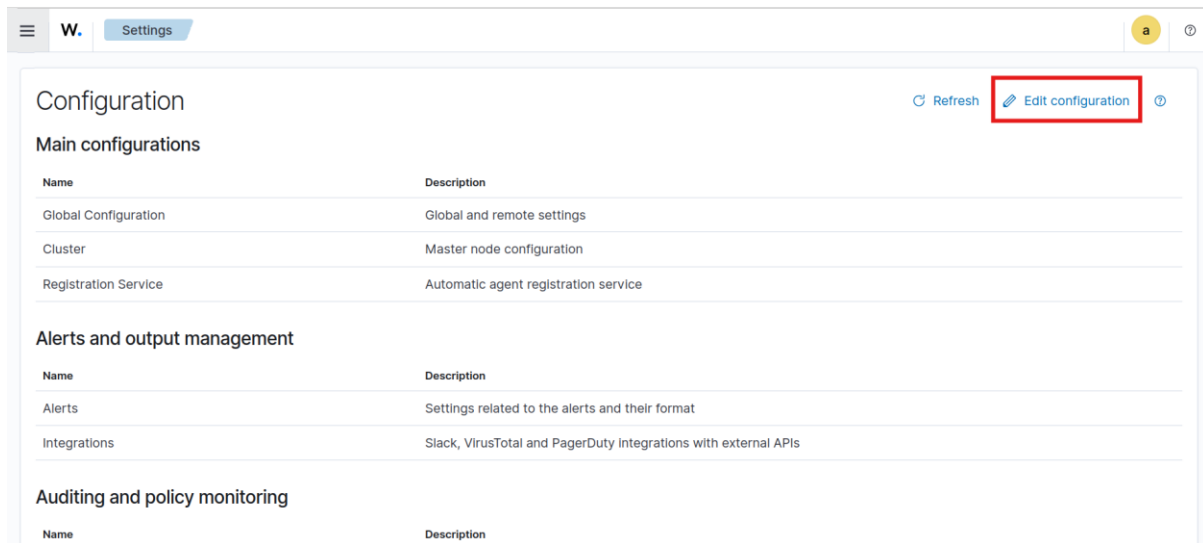 W. Settings a
Configuration Refresh Edit configuration
Main configurations
Name Description
Global Configuration Global and remote settings
Cluster Master node configuration
Registration Service Automatic agent registration service
Alerts and output management
Name Description
Alerts Settings related to the alerts and their format
Integrations Slack, VirusTotal and PagerDuty integrations with external APIs
Auditing and policy monitoring
Name Description